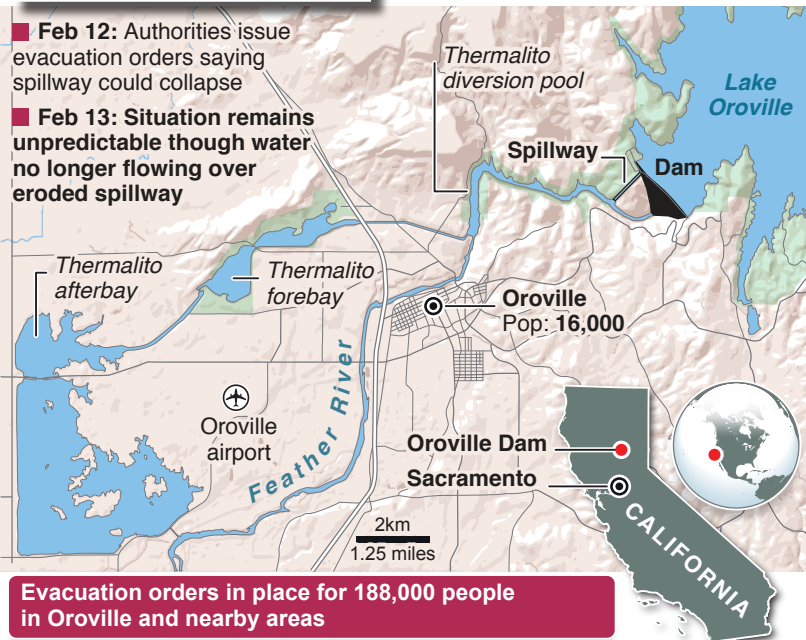 Feb 12: Authorities issue
evacuation orders saying
spillway could collapse
Feb 13: Situation remains
unpredictable though water
no longer flowing over
eroded spillway
Thermalito
diversion pool
Lake
Oroville
Spillway
Dam
Thermalito
afterbay
Thermalito
forebay
Oroville
Pop: 16,000
Oroville
airport
Feather River
Oroville Dam
Sacramento
CALIFORNIA
2km
1.25 miles
Evacuation orders in place for 188,000 people
in Oroville and nearby areas